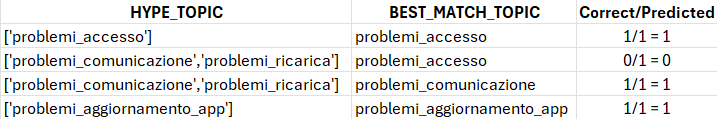 HYPE_TOPIC BEST_MATCH_TOPIC Correct/Predicted
['problemi_accesso'] problemi_accesso 1/1 = 1
['problemi_comunicazione','problemi_ricarica'] problemi_accesso 0/1 = 0
['problemi_comunicazione','problemi_ricarica'] problemi_comunicazione 1/1 = 1
['problemi_aggiornamento_app'] problemi_aggiornamento_app 1/1 = 1